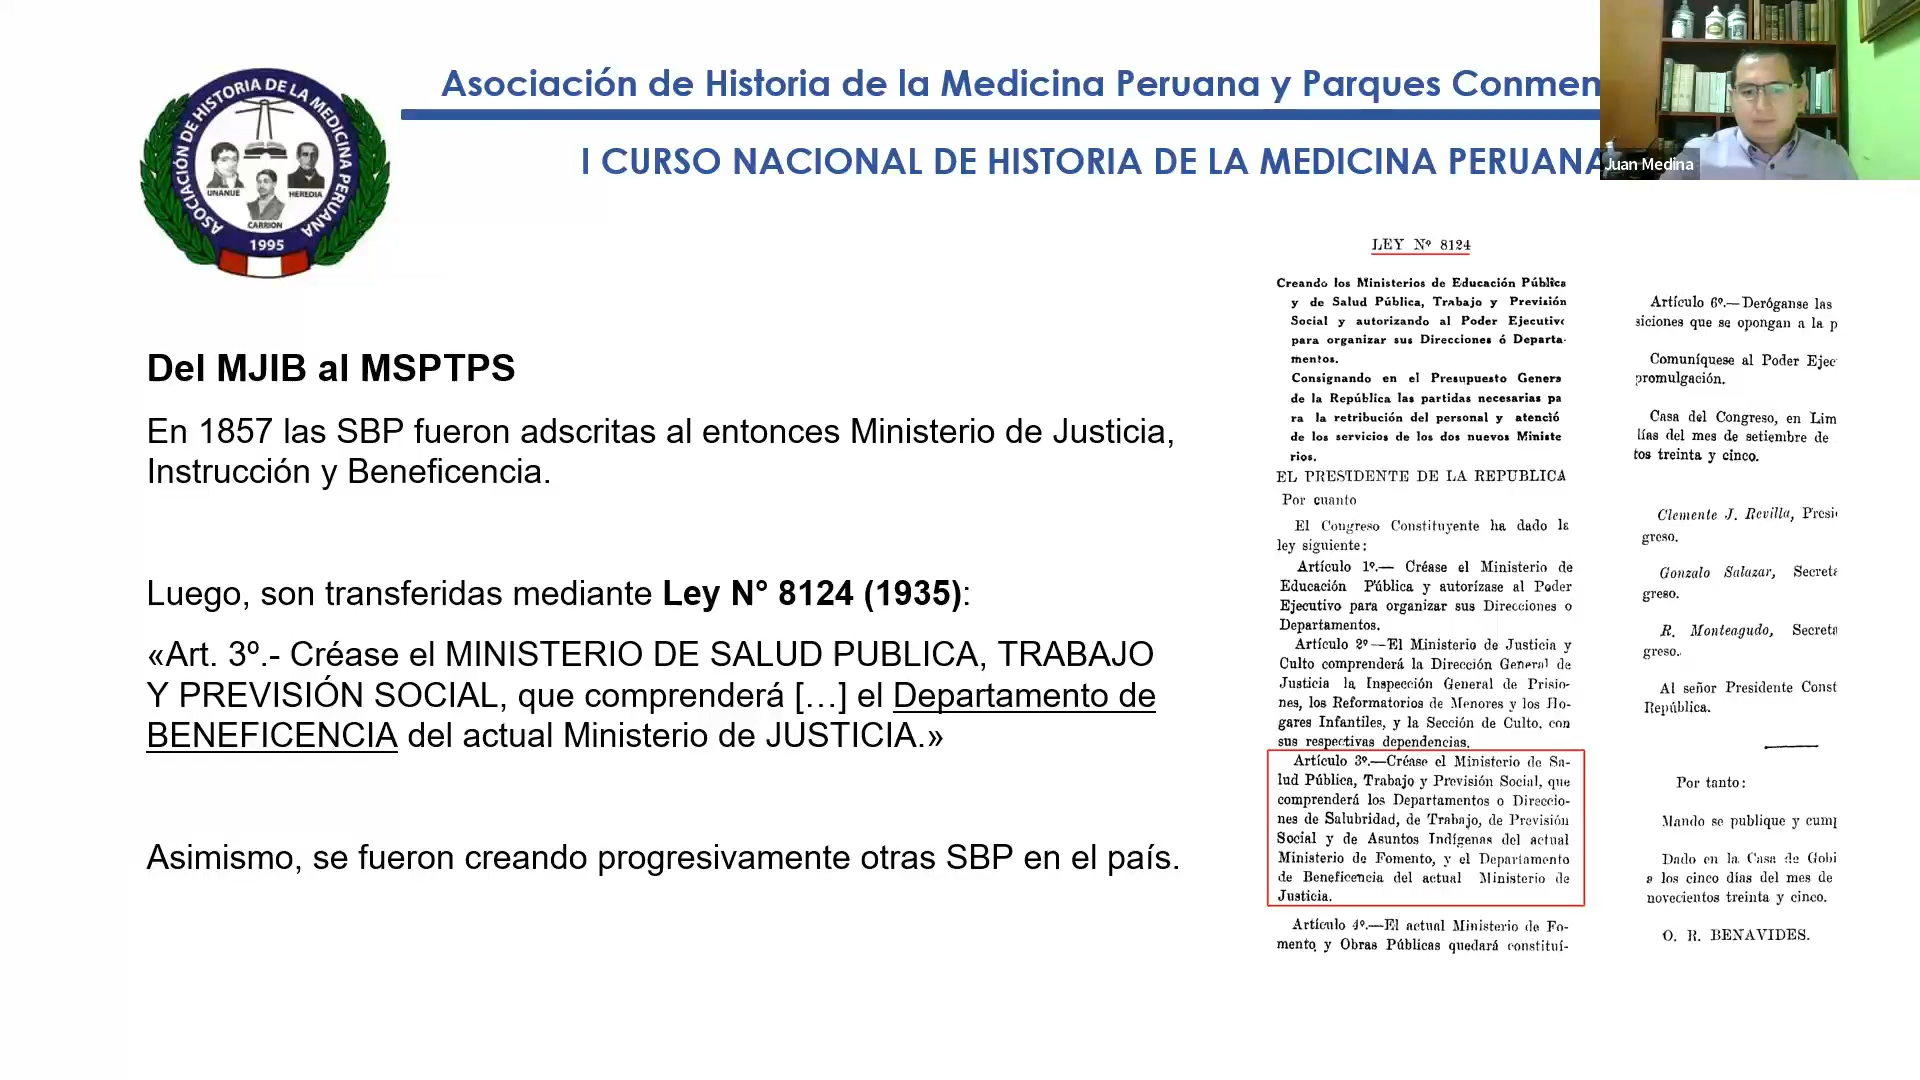 ASOCIACIÓN DE HISTORIA DE LA MEDICINA PERUANA
UNANUE
HEREDIA
CARRION
1995
Asociación de Historia de la Medicina Peruana y Parques Conmen
I CURSO NACIONAL DE HISTORIA DE LA MEDICINA PERUANA
Juan Medina
Del MJIB al MSPTPS
En 1857 las SBP fueron adscritas al entonces Ministerio de Justicia,
Instrucción y Beneficencia.
Luego, son transferidas mediante Ley N° 8124 (1935):
«Art. 3º.- Créase el MINISTERIO DE SALUD PUBLICA, TRABAJO
Y PREVISIÓN SOCIAL, que comprenderá […] el Departamento de
BENEFICENCIA del actual Ministerio de JUSTICIA.»
Asimismo, se fueron creando progresivamente otras SBP en el país.
LEY Nº 8124
Creando los Ministerios de Educación Pública
y de Salud Pública, Trabajo y Previsión
Social y autorizando al Poder Ejecutivo
para organizar sus Direcciones ó Departa-
mentos.
Consignando en el Presupuesto Genera
de la República las partidas necesarias pa
ra la retribución del personal y atenció
de los servicios de los dos nuevos Ministe
rios.
EL PRESIDENTE DE LA REPUBLICA
Por cuanto
El Congreso Constituyente ha dado la
ley siguiente:
Artículo 1º.— Créase el Ministerio de
Educación Pública y autorízase al Poder
Ejecutivo para organizar sus Direcciones o
Departamentos.
Artículo 2º—El Ministerio de Justicia y
Culto comprenderá la Dirección General de
Justicia la Inspección General de Prisio-
nes, los Reformatorios de Menores y los Ho-
gares Infantiles, y la Sección de Culto, con
sus respectivas dependencias.
Artículo 3º.—Créase el Ministerio de Sa-
lud Pública, Trabajo y Previsión Social, que
comprenderá los Departamentos o Direccio-
nes de Salubridad, de Trabajo, de Previsión
Social y de Asuntos Indígenas del actual
Ministerio de Fomento, y el Departamento
de Beneficencia del actual Ministerio de
Justicia.
Artículo 4º.—El actual Ministerio de Fo-
mento y Obras Públicas quedará constituí-
Artículo 6º.—Deróganse las
siciones que se opongan a la p
Comuníquese al Poder Ejec
promulgación.
Casa del Congreso, en Lim
días del mes de setiembre de
tos treinta y cinco.
Clemente J. Revilla, Presi
greso.
Gonzalo Salazar, Secreta
greso.
R. Monteagudo, Secreta
greso.
Al señor Presidente Const
República.
Por tanto:
Mando se publique y cump
Dado en la Casa de Gobi
a los cinco días del mes de
novecientos treinta y cinco.
O. R. BENAVIDES.